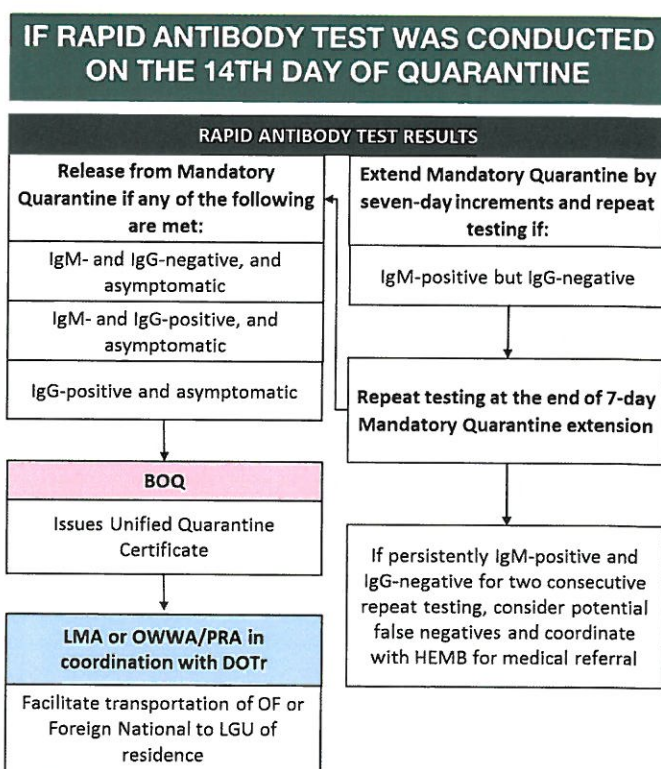 IF RAPID ANTIBODY TEST WAS CONDUCTED
ON THE 14TH DAY OF QUARANTINE
RAPID ANTIBODY TEST RESULTS
Release from Mandatory
Quarantine if any of the following
are met:
IgM- and IgG-negative, and
asymptomatic
IgM- and IgG-positive, and
asymptomatic
IgG-positive and asymptomatic
BOQ
Issues Unified Quarantine
Certificate
LMA or OWWA/PRA in
coordination with DOTr
Facilitate transportation of OF or
Foreign National to LGU of
residence
Extend Mandatory Quarantine by
seven-day increments and repeat
testing if:
IgM-positive but IgG-negative
Repeat testing at the end of 7-day
Mandatory Quarantine extension
If persistently IgM-positive and
IgG-negative for two consecutive
repeat testing, consider potential
false negatives and coordinate
with HEMB for medical referral